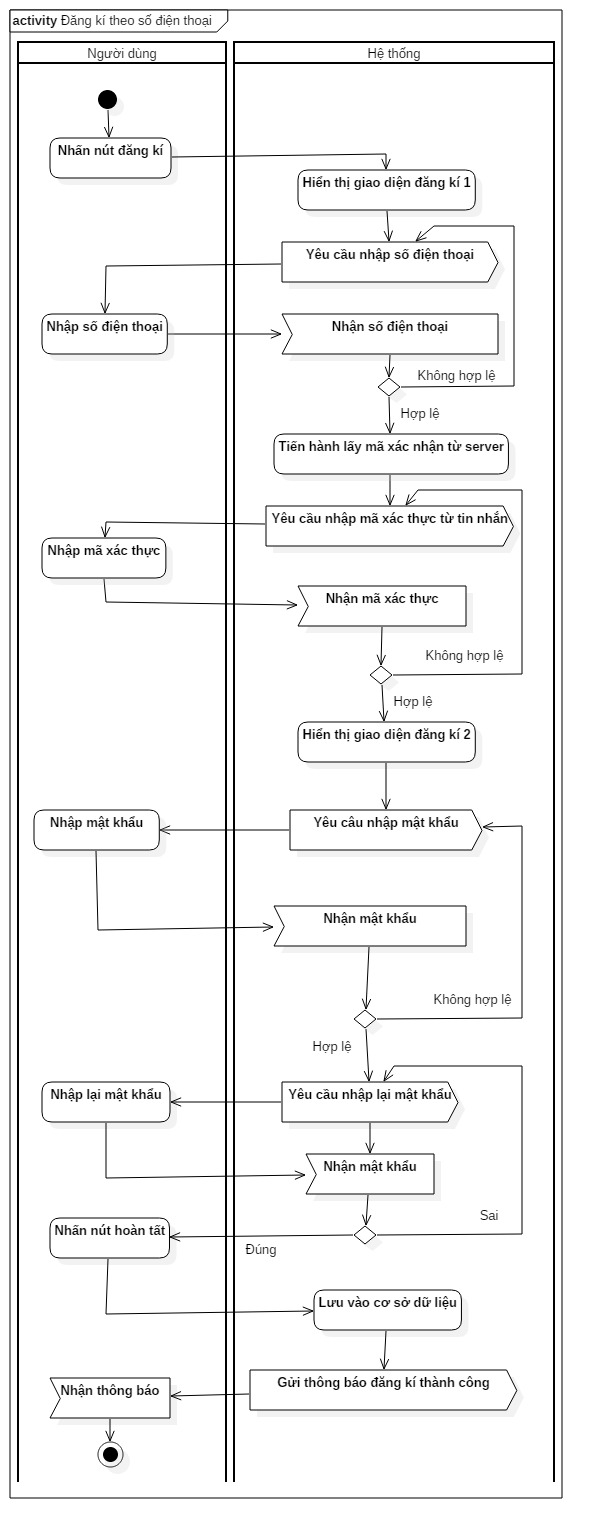 activity Đăng kí theo số điện thoại
Người dùng
Hệ thống
Nhấn nút đăng kí
Hiển thị giao diện đăng kí 1
Yêu cầu nhập số điện thoại
Nhập số điện thoại
Nhận số điện thoại
Không hợp lệ
Hợp lệ
Tiến hành lấy mã xác nhận từ server
Yêu cầu nhập mã xác thực từ tin nhắn
Nhập mã xác thực
Nhận mã xác thực
Không hợp lệ
Hợp lệ
Hiển thị giao diện đăng kí 2
Nhập mật khẩu
Yêu câu nhập mật khẩu
Nhận mật khẩu
Không hợp lệ
Hợp lệ
Nhập lại mật khẩu
Yêu cầu nhập lại mật khẩu
Nhận mật khẩu
Sai
Nhấn nút hoàn tất
Đúng
Lưu vào cơ sở dữ liệu
Gửi thông báo đăng kí thành công
Nhận thông báo